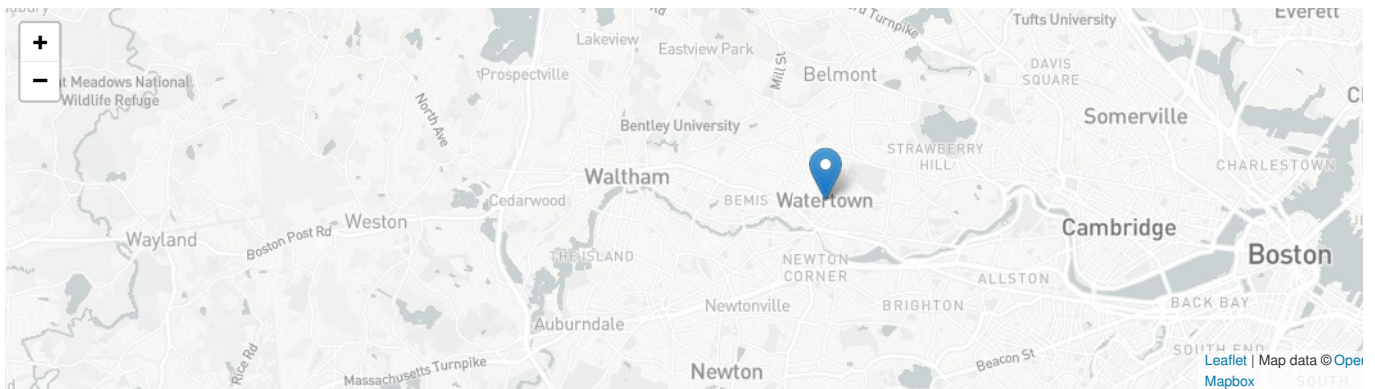 Everett
Tufts University
Rd
Turnpike
Lakeview
Eastview Park
+
Mill St
Belmont
DAVIS
SQUARE
Prospectville
−
t Meadows National
Wildlife Refuge
North Ave
Somerville
Bentley University
STRAWBERRY
HILL
CHARLESTOWN
Waltham
Cedarwood
BEMIS
Watertown
Weston
Boston Post Rd
Wayland
Cambridge
Boston
THE ISLAND
NEWTON
CORNER
ALLSTON
Newtonville
BRIGHTON
BACK BAY
Auburndale
Rice Rd
Massachusetts Turnpike
Newton
Beacon St
SOUTH END
Leaflet | Map data © Oper
Mapbox
SOUTH